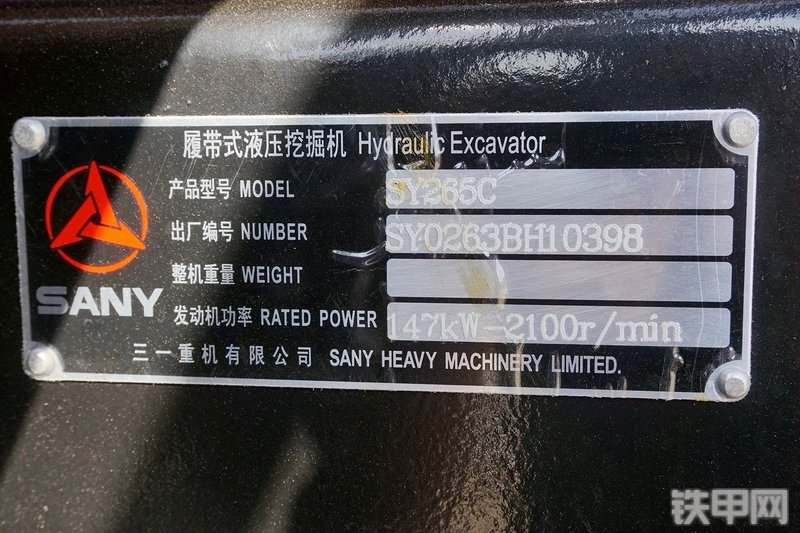 履带式液压挖掘机 Hydraulic Excavator
产品型号 MODEL SY265C
出厂编号 NUMBER SY0263BH10398
整机重量 WEIGHT
SANY
发动机功率 RATED POWER 147kW-2100r/min
三一重机有限公司 SANY HEAVY MACHINERY LIMITED.
铁甲网